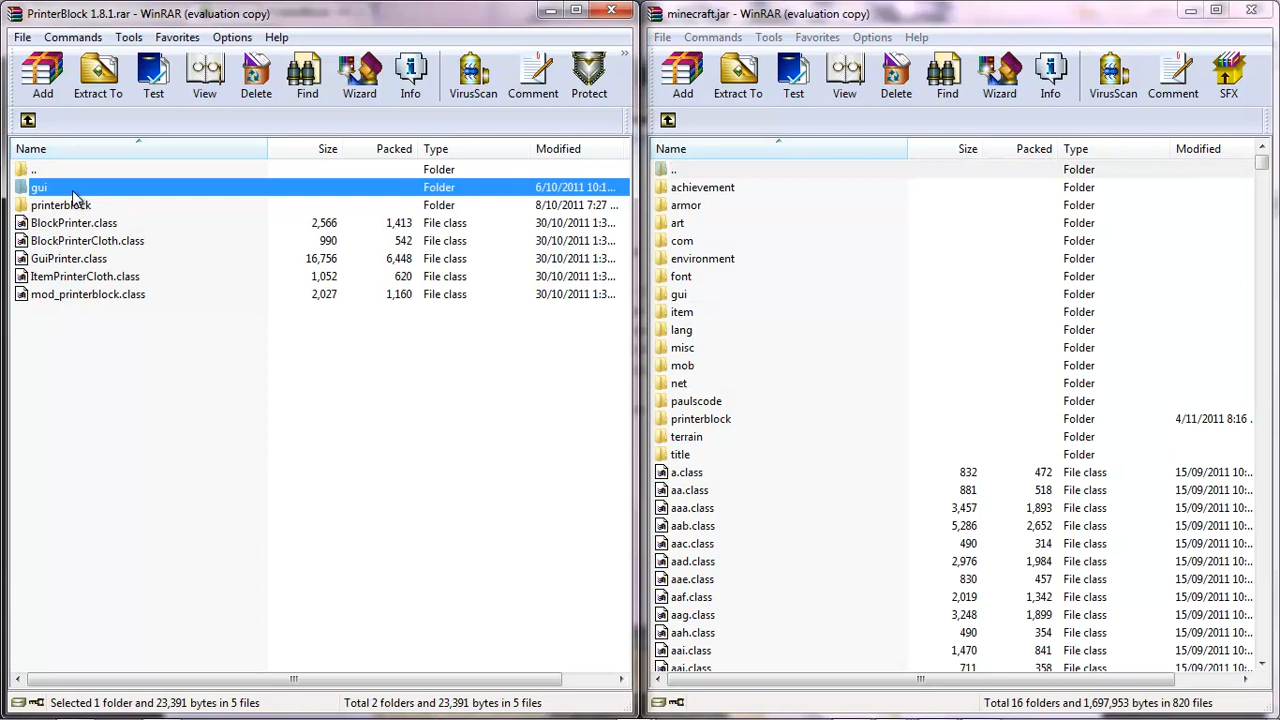 PrinterBlock 1.8.1.rar - WinRAR (evaluation copy)
File Commands Tools Favorites Options Help
Add Extract To Test View Delete Find Wizard Info VirusScan Comment Protect
Name Size Packed Type Modified
.. Folder
gui Folder 6/10/2011 10:1...
printerblock Folder 8/10/2011 7:27 ...
BlockPrinter.class 2,566 1,413 File class 30/10/2011 1:3...
BlockPrinterCloth.class 990 542 File class 30/10/2011 1:3...
GuiPrinter.class 16,756 6,448 File class 30/10/2011 1:3...
ItemPrinterCloth.class 1,052 620 File class 30/10/2011 1:3...
mod_printerblock.class 2,027 1,160 File class 30/10/2011 1:3...
Selected 1 folder and 23,391 bytes in 5 files Total 2 folders and 23,391 bytes in 5 files
minecraft.jar - WinRAR (evaluation copy)
File Commands Tools Favorites Options Help
Add Extract To Test View Delete Find Wizard Info VirusScan Comment SFX
Name Size Packed Type Modified
.. Folder
achievement Folder
armor Folder
art Folder
com Folder
environment Folder
font Folder
gui Folder
item Folder
lang Folder
misc Folder
mob Folder
net Folder
paulscode Folder
printerblock Folder 4/11/2011 8:16 .
terrain Folder
title Folder
a.class 832 472 File class 15/09/2011 10:..
aa.class 881 518 File class 15/09/2011 10:..
aaa.class 3,457 1,893 File class 15/09/2011 10:..
aab.class 5,286 2,652 File class 15/09/2011 10:..
aac.class 490 314 File class 15/09/2011 10:..
aad.class 2,976 1,984 File class 15/09/2011 10:..
aae.class 830 457 File class 15/09/2011 10:..
aaf.class 2,019 1,342 File class 15/09/2011 10:..
aag.class 3,248 1,899 File class 15/09/2011 10:..
aah.class 490 354 File class 15/09/2011 10:..
aai.class 1,470 841 File class 15/09/2011 10:..
aaj.class 711 358 File class 15/09/2011 10:..
Total 16 folders and 1,697,953 bytes in 820 files